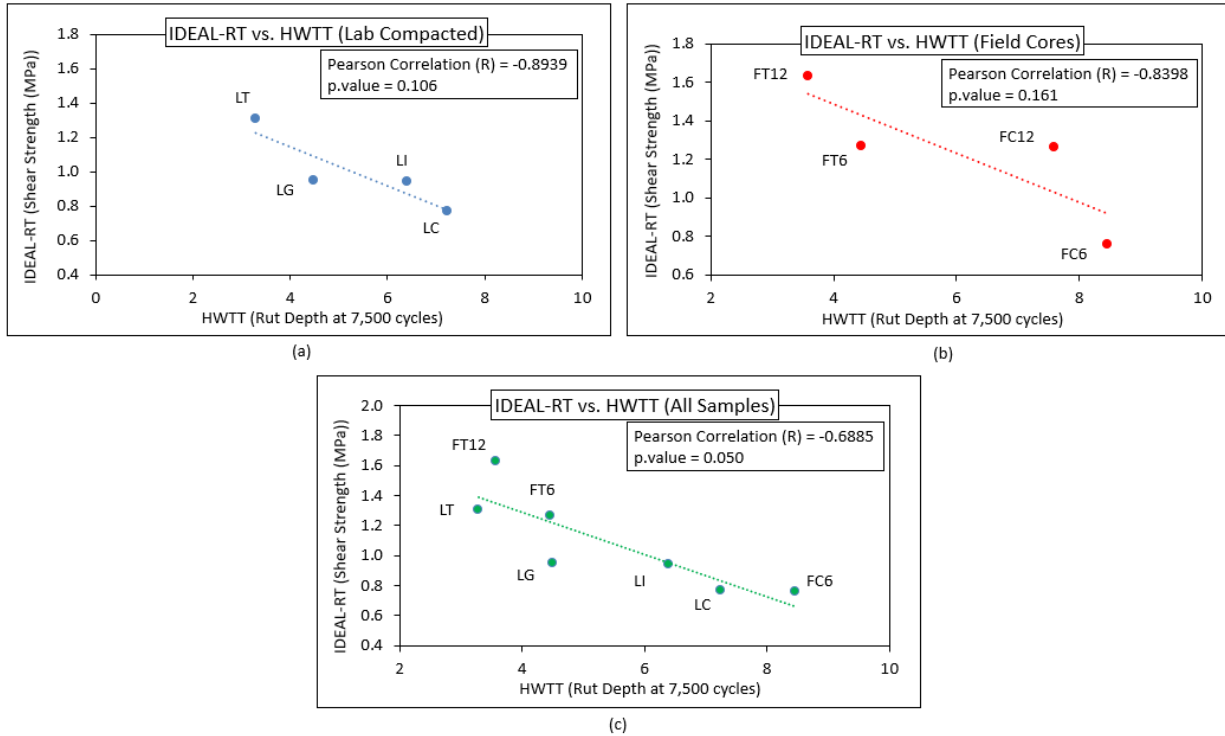 IDEAL-RT vs. HWTT (Lab Compacted)
Pearson Correlation (R) = -0.8939
p.value = 0.106
IDEAL-RT (Shear Strength (MPa))
1.8
1.6
1.4
1.2
1.0
0.8
0.6
0.4
LT
LG
LI
LC
0 2 4 6 8 10
HWTT (Rut Depth at 7,500 cycles)
(a)
IDEAL-RT vs. HWTT (Field Cores)
Pearson Correlation (R) = -0.8398
p.value = 0.161
IDEAL-RT (Shear Strength (MPa))
1.8
1.6
1.4
1.2
1.0
0.8
0.6
FT12
FT6
FC12
FC6
2 4 6 8 10
HWTT (Rut Depth at 7,500 cycles)
(b)
IDEAL-RT vs. HWTT (All Samples)
Pearson Correlation (R) = -0.6885
p.value = 0.050
IDEAL-RT (Shear Strength (MPa))
2.0
1.8
1.6
1.4
1.2
1.0
0.8
0.6
0.4
FT12
LT
FT6
LG
LI
LC
FC6
2 4 6 8 10
HWTT (Rut Depth at 7,500 cycles)
(c)